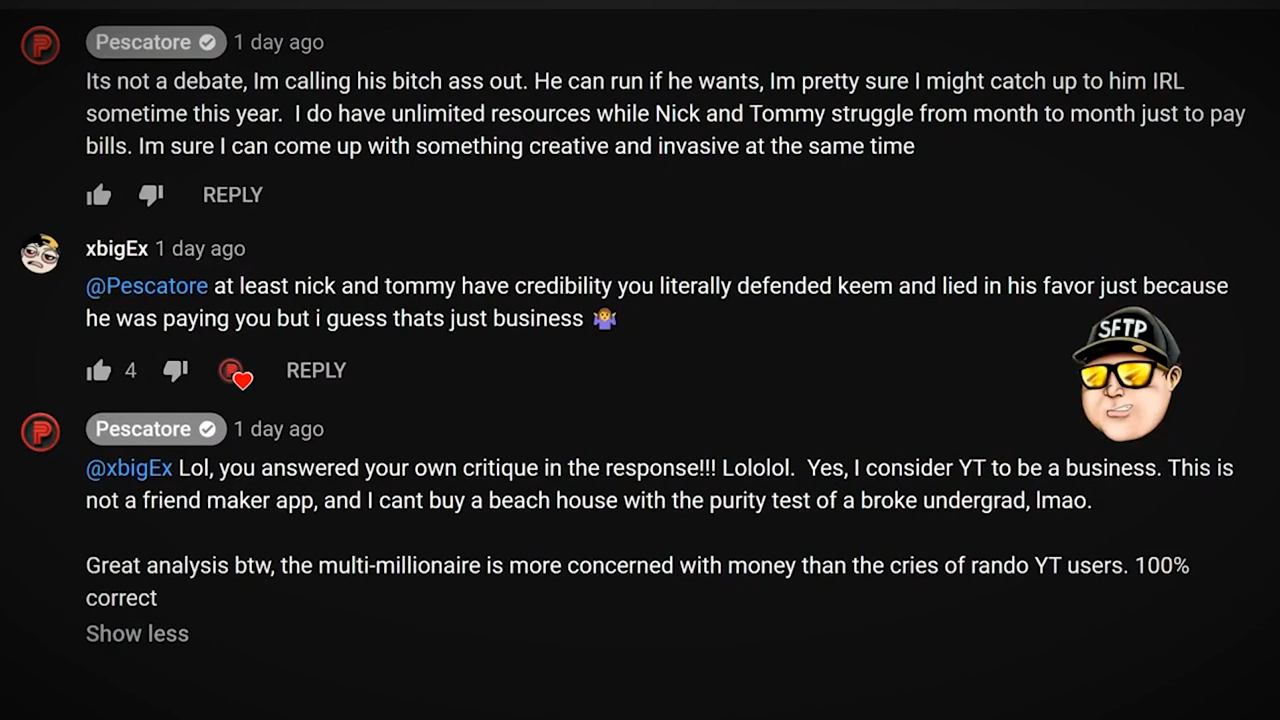 Pescatore 1 day ago
Its not a debate, Im calling his bitch ass out. He can run if he wants, Im pretty sure I might catch up to him IRL
sometime this year.  I do have unlimited resources while Nick and Tommy struggle from month to month just to pay
bills. Im sure I can come up with something creative and invasive at the same time
REPLY
xbigEx 1 day ago
@Pescatore at least nick and tommy have credibility you literally defended keem and lied in his favor just because
he was paying you but i guess thats just business 🤷
4 REPLY
SFTP
Pescatore 1 day ago
@xbigEx Lol, you answered your own critique in the response!!! Lololol.  Yes, I consider YT to be a business. This is
not a friend maker app, and I cant buy a beach house with the purity test of a broke undergrad, lmao.
Great analysis btw, the multi-millionaire is more concerned with money than the cries of rando YT users. 100%
correct
Show less